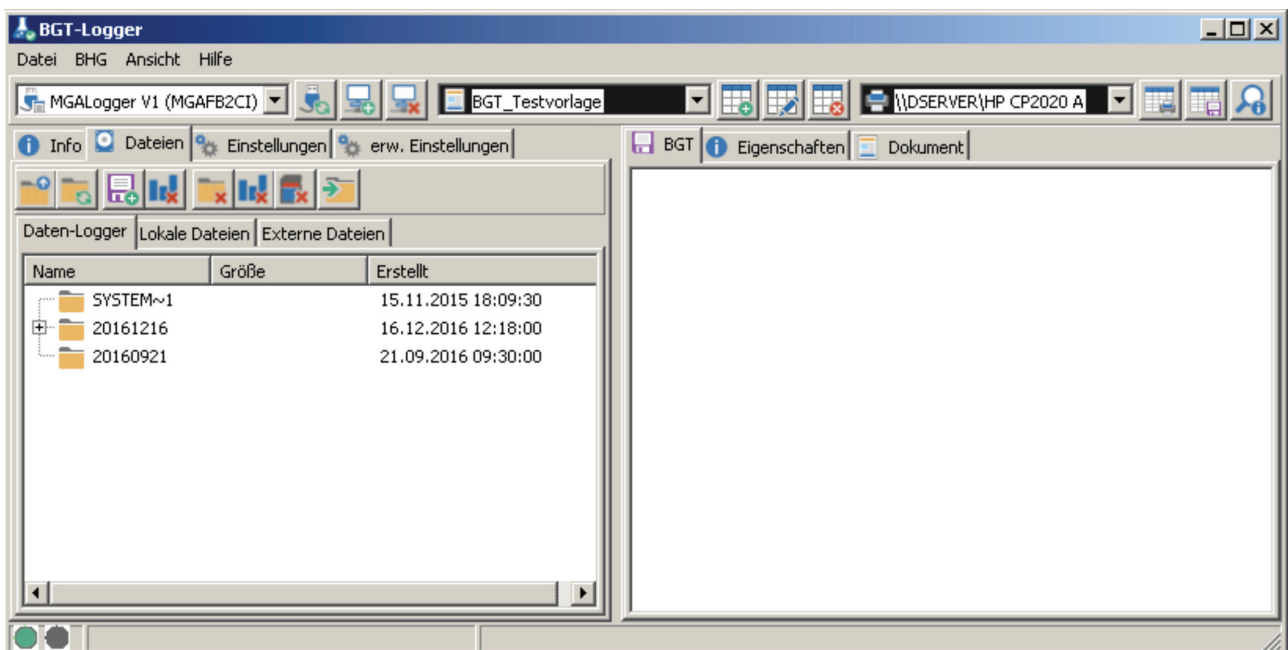 BGT-Logger
Datei BHG Ansicht Hilfe
MGALogger V1 (MGAFB2CI) BGT_Testvorlage \\DSERVER\HP CP2020 A
Info Dateien Einstellungen erw. Einstellungen BGT Eigenschaften Dokument
Daten-Logger Lokale Dateien Externe Dateien
Name Größe Erstellt
SYSTEM~1 15.11.2015 18:09:30
20161216 16.12.2016 12:18:00
20160921 21.09.2016 09:30:00